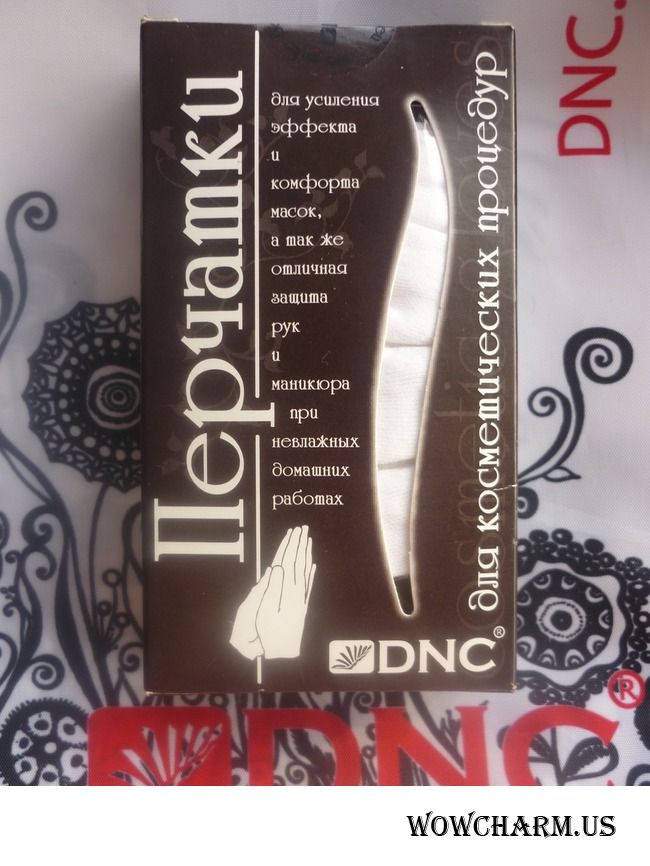 Перчатки
для усиления
эффекта
и
комфорта
масок,
а так же
отличная
защита
рук
и
маникюра
при
невлажных
домашних
работах
для косметических процедур
DNC®
DNC.
DNC®
WOWCHARM.US